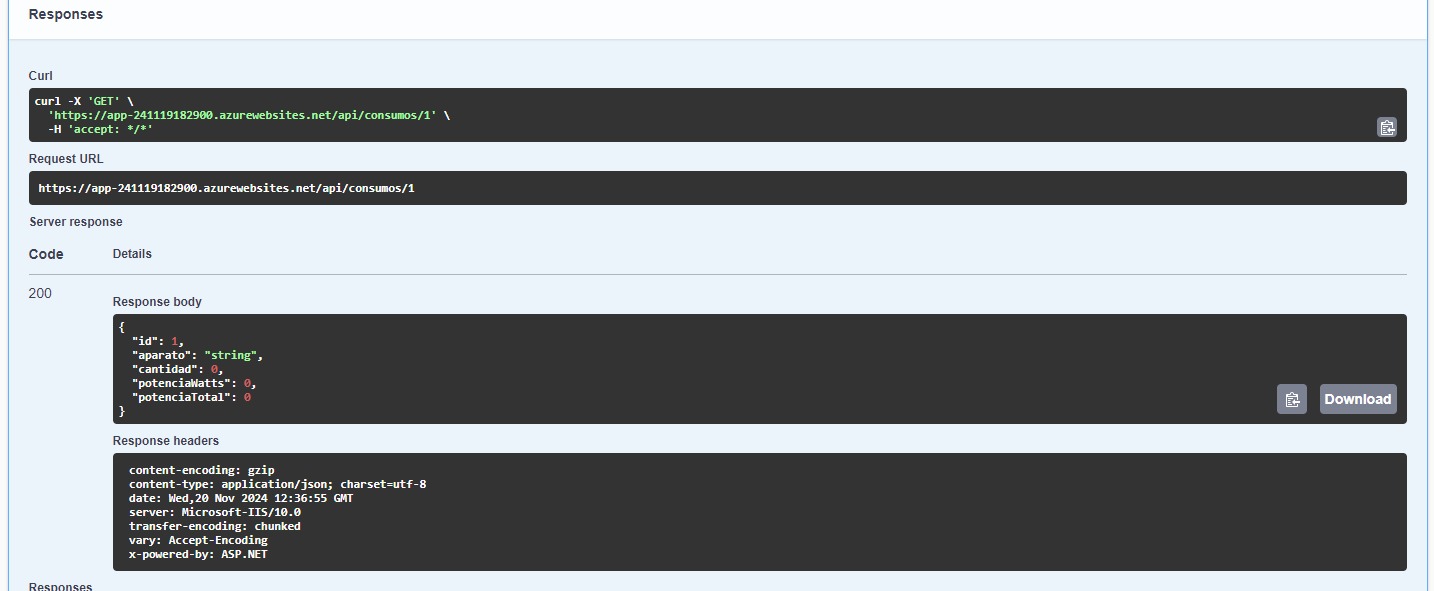 Responses
Curl
curl -X 'GET' \
'https://app-241119182900.azurewebsites.net/api/consumos/1' \
-H 'accept: */*'
Request URL
https://app-241119182900.azurewebsites.net/api/consumos/1
Server response
Code Details
200
Response body
{
"id": 1,
"aparato": "string",
"cantidad": 0,
"potenciaWatts": 0,
"potenciaTotal": 0
}
Download
Response headers
content-encoding: gzip
content-type: application/json; charset=utf-8
date: Wed,20 Nov 2024 12:36:55 GMT
server: Microsoft-IIS/10.0
transfer-encoding: chunked
vary: Accept-Encoding
x-powered-by: ASP.NET
Responses